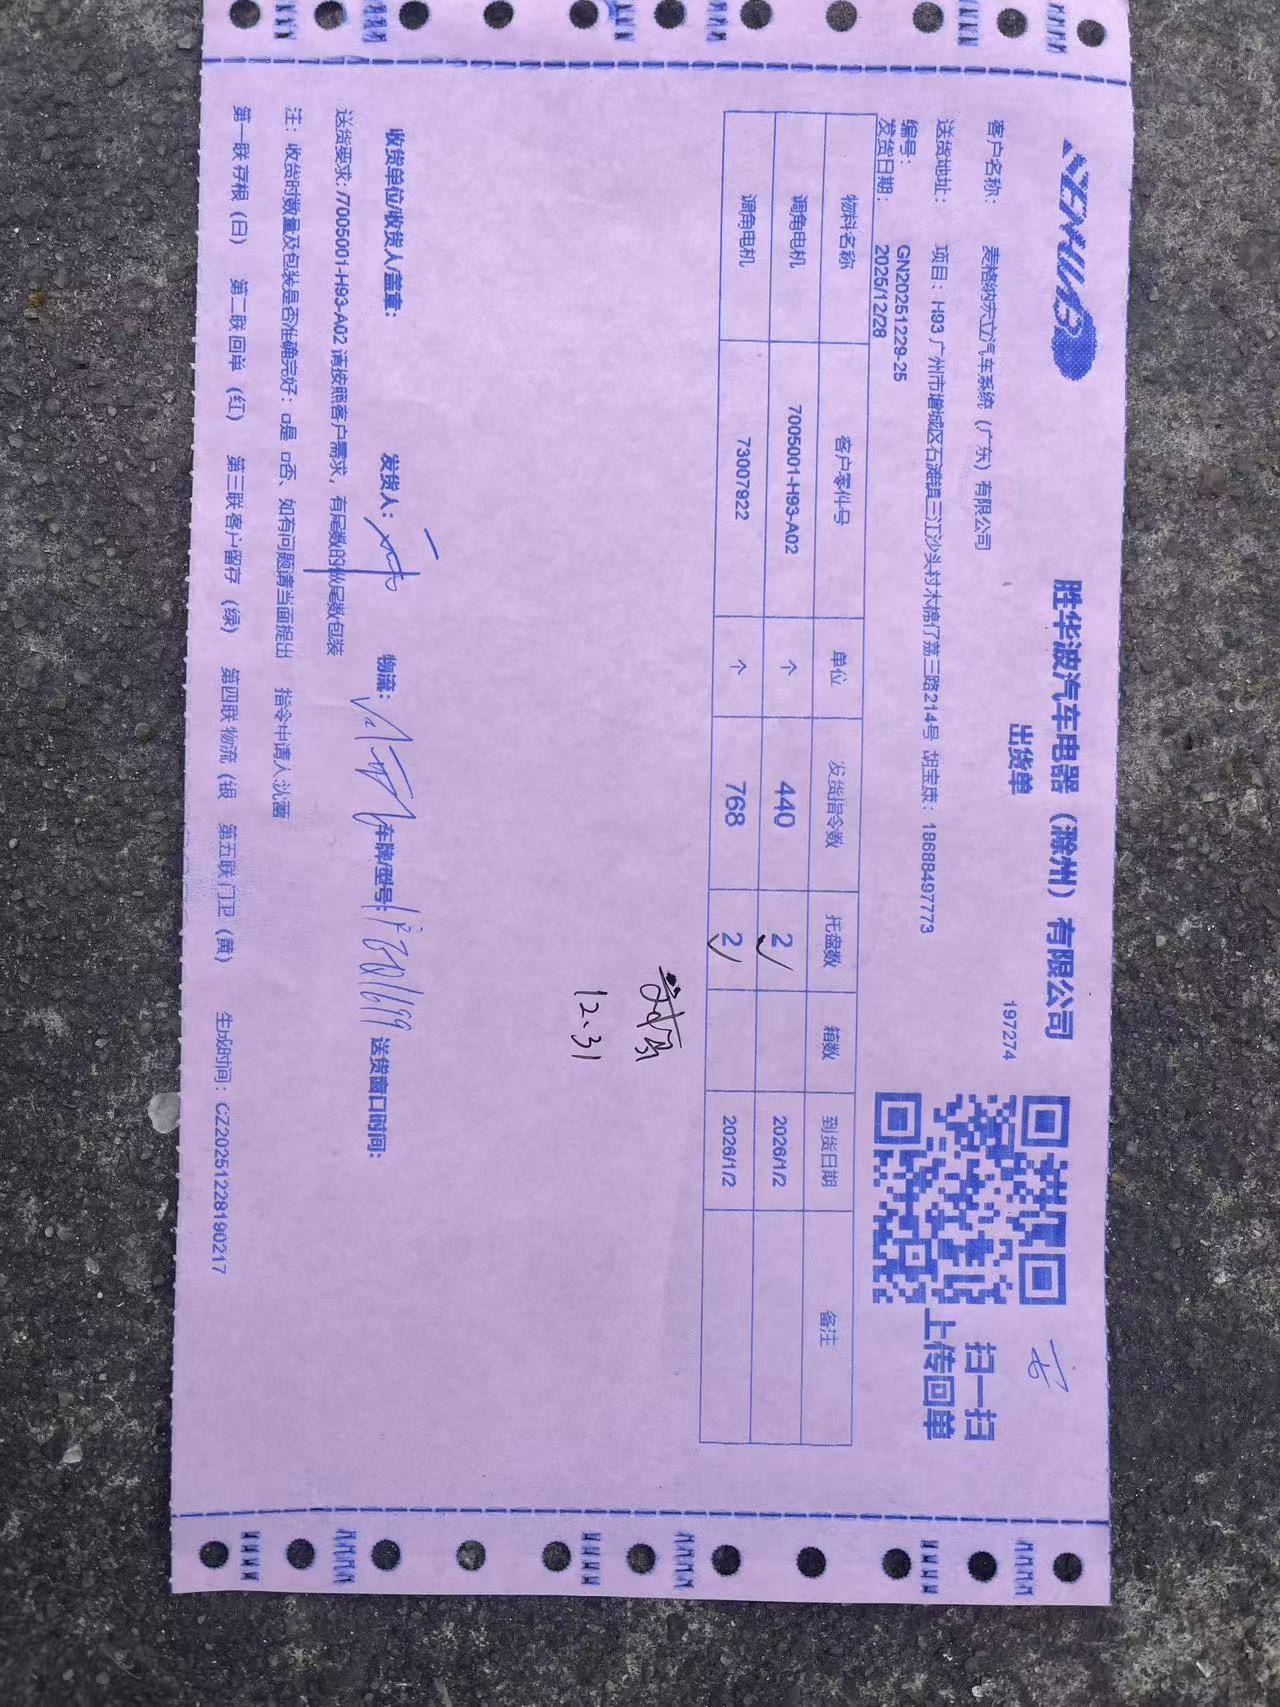 胜华波汽车电器（滁州）有限公司
出货单
197274
扫一扫
上传回单
客户名称： 麦格纳宏立汽车系统（广东）有限公司
送货地址： 项目：H93 广州市增城区石滩镇三江沙头村木棉仔荔三路214号 胡宝康：18688497773
编号： GN20251229-25
发货日期： 2025/12/28
物料名称 客户零件号 单位 发货指令数 托盘数 箱数 到货日期 备注
调角电机 7005001-H93-A02 个 440 2 2026/1/2
调角电机 73007922 个 768 2 2026/1/2
12.31
收货单位/收货人/盖章： 发货人： 物流： 车牌/型号： 送货窗口时间：
送货要求：/7005001-H93-A02 请按照客户需求，有尾数的做尾数包装
注： 收货时数量及包装是否准确完好：□是 □否、如有问题请当面提出 指令申请人:沈蕾
第一联 存根（白） 第二联 回单（红） 第三联 客户留存（绿） 第四联 物流（银 第五联 门卫（黄） 生成时间：CZ20251228190217